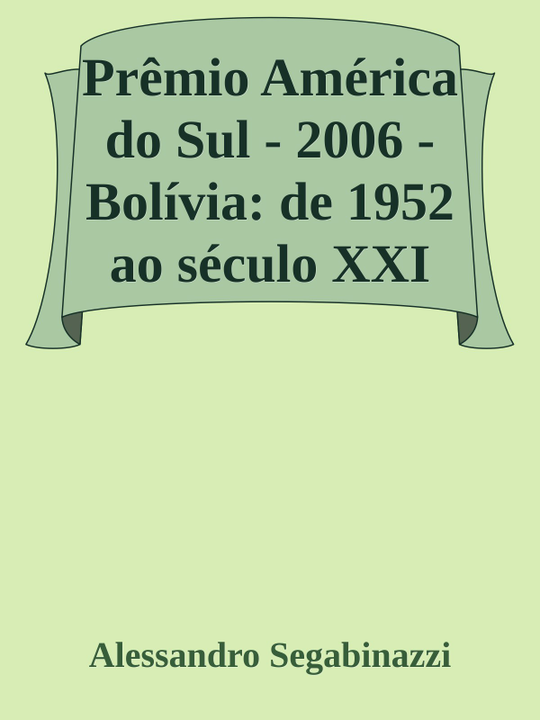 Prêmio América
do Sul - 2006 -
Bolívia: de 1952
ao século XXI
Alessandro Segabinazzi